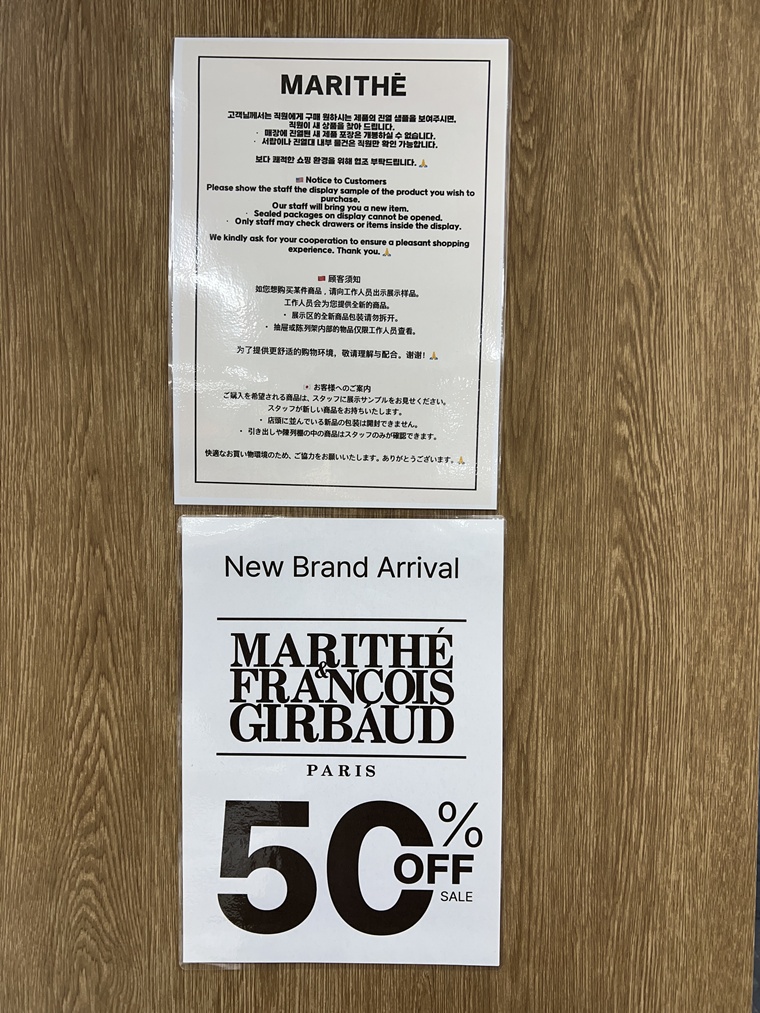 MARITHĒ
고객님께서는 직원에게 구매 원하시는 제품의 진열 샘플을 보여주시면,
직원이 새 상품을 찾아 드립니다.
· 매장에 진열된 새 제품 포장은 개봉하실 수 없습니다.
· 서랍이나 진열대 내부 물건은 직원만 확인 가능합니다.
보다 쾌적한 쇼핑 환경을 위해 협조 부탁드립니다. 🙏
🇺🇸 Notice to Customers
Please show the staff the display sample of the product you wish to
purchase.
Our staff will bring you a new item.
· Sealed packages on display cannot be opened.
· Only staff may check drawers or items inside the display.
We kindly ask for your cooperation to ensure a pleasant shopping
experience. Thank you. 🙏
🇨🇳 顾客须知
如您想购买某件商品，请向工作人员出示展示样品。
工作人员会为您提供全新的商品。
· 展示区的全新商品包装请勿拆开。
· 抽屉或陈列架内部的物品仅限工作人员查看。
为了提供更舒适的购物环境，敬请理解与配合。谢谢！🙏
🇯🇵 お客様へのご案内
ご購入を希望される商品は、スタッフに展示サンプルをお見せください。
スタッフが新しい商品をお持ちいたします。
· 店頭に並んでいる新品の包装は開封できません。
· 引き出しや陳列棚の中の商品はスタッフのみが確認できます。
快適なお買い物環境のため、ご協力をお願いいたします。ありがとうございます。🙏
New Brand Arrival
MARITHÉ
&
FRANÇOIS
GIRBAUD
PARIS
50%
OFF
SALE